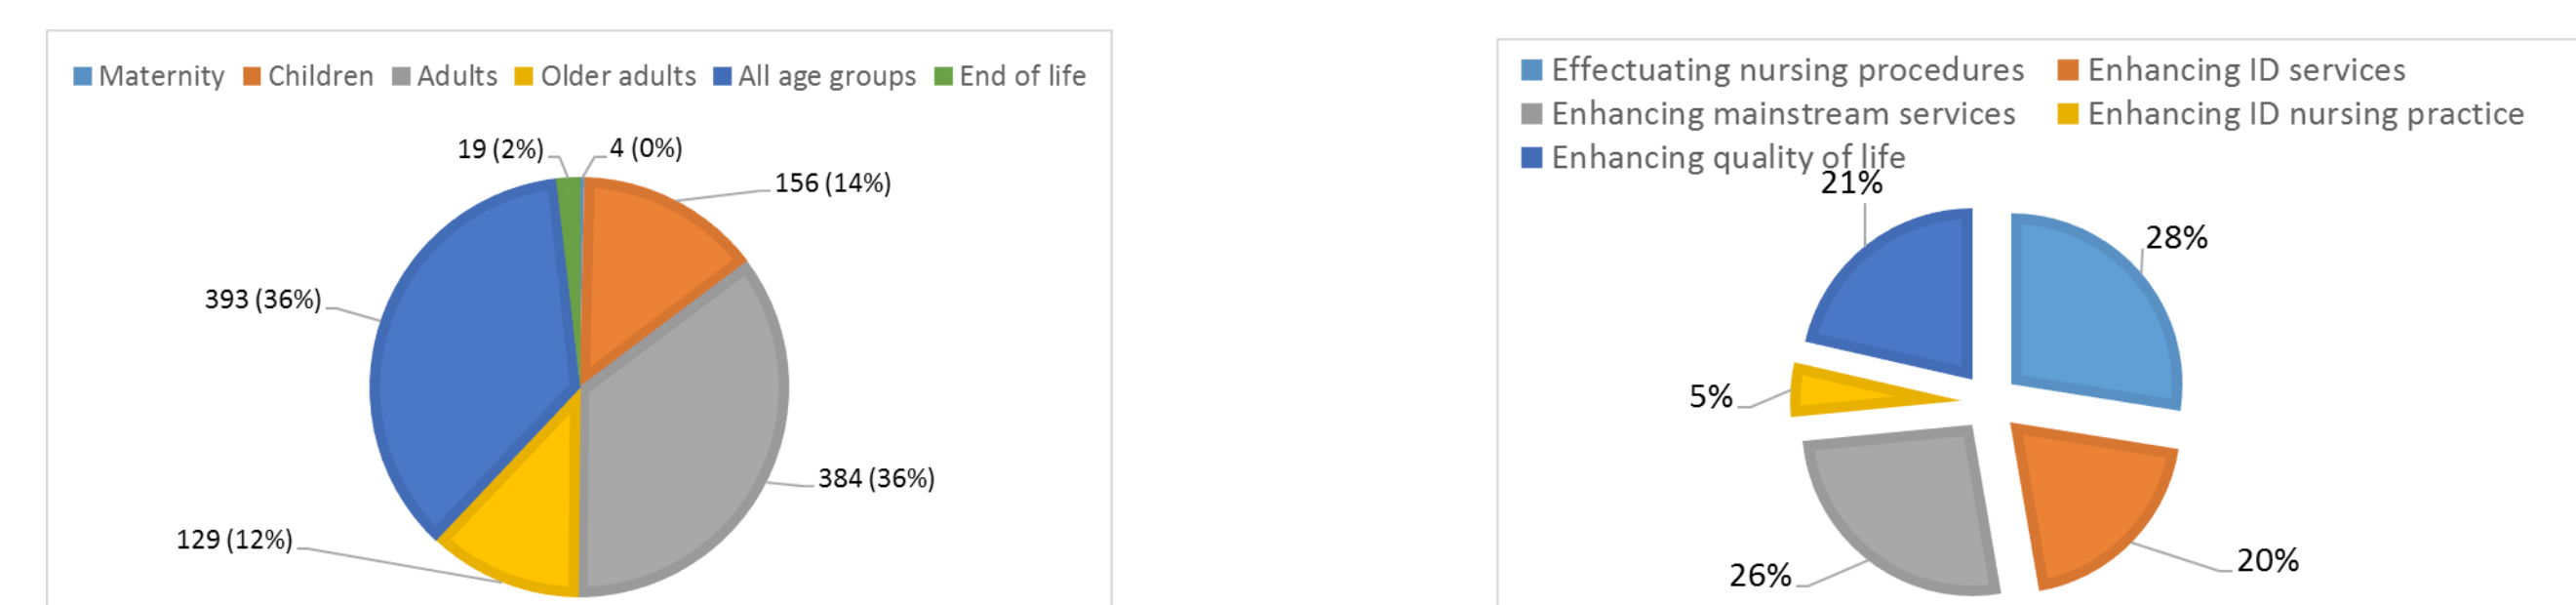 Maternity Children Adults Older adults All age groups End of life
19 (2%) 4 (0%)
156 (14%)
393 (36%)
384 (36%)
129 (12%)
Effectuating nursing procedures Enhancing ID services
Enhancing mainstream services Enhancing ID nursing practice
Enhancing quality of life
21%
28%
5%
26%
20%